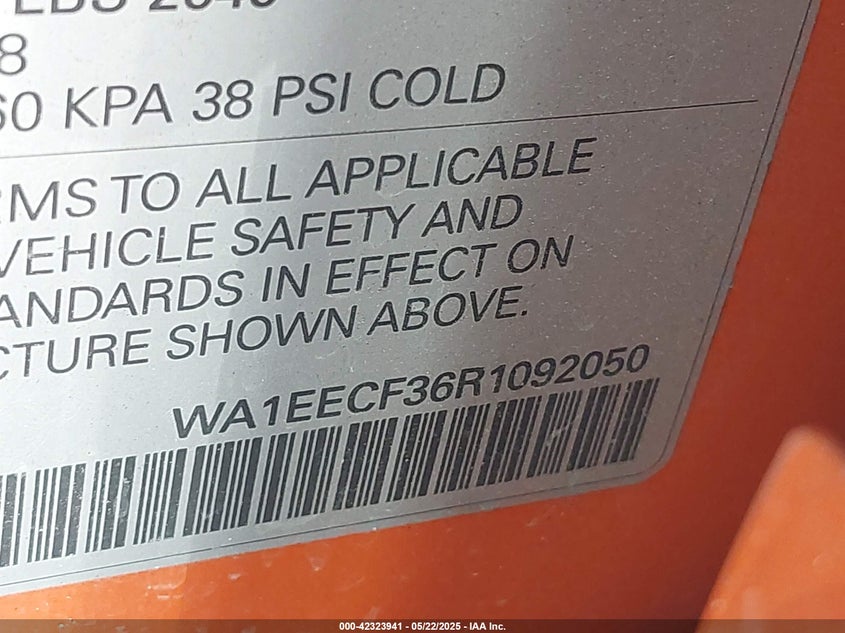 8
60 KPA 38 PSI COLD
RMS TO ALL APPLICABLE
VEHICLE SAFETY AND
ANDARDS IN EFFECT ON
CTURE SHOWN ABOVE.
WA1EECF36R1092050
000-42323941 - 05/22/2025 - IAA Inc.